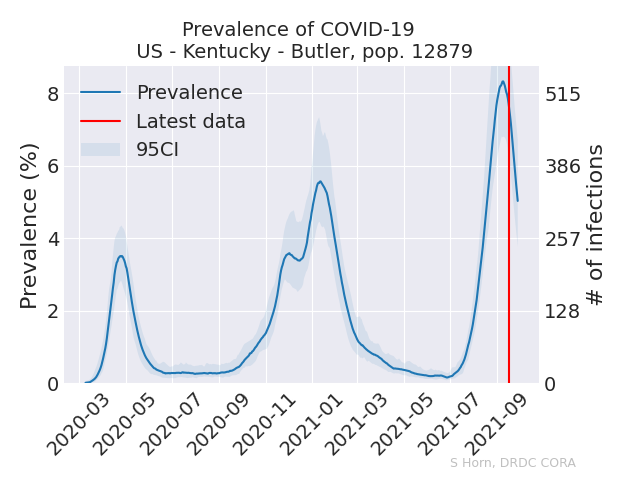 Prevalence of COVID-19
US - Kentucky - Butler, pop. 12879
Prevalence
Latest data
95CI
Prevalence (%)
8
6
4
2
0
515
386
257
128
0
# of infections
2020-03
2020-05
2020-07
2020-09
2020-11
2021-01
2021-03
2021-05
2021-07
2021-09
S Horn, DRDC CORA